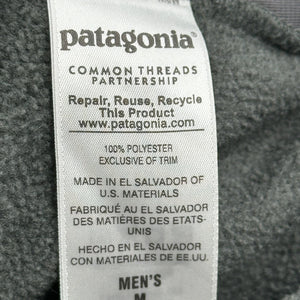 patagonia®
COMMON THREADS
PARTNERSHIP
Repair, Reuse, Recycle
This Product
www.patagonia.com
100% POLYESTER
EXCLUSIVE OF TRIM
MADE IN EL SALVADOR OF
U.S. MATERIALS
FABRIQUÉ AU EL SALVADOR
DES MATIÈRES DES ETATS-
UNIS
HECHO EN EL SALVADOR
CON MATERIALES DE EE.UU.
MEN'S
M